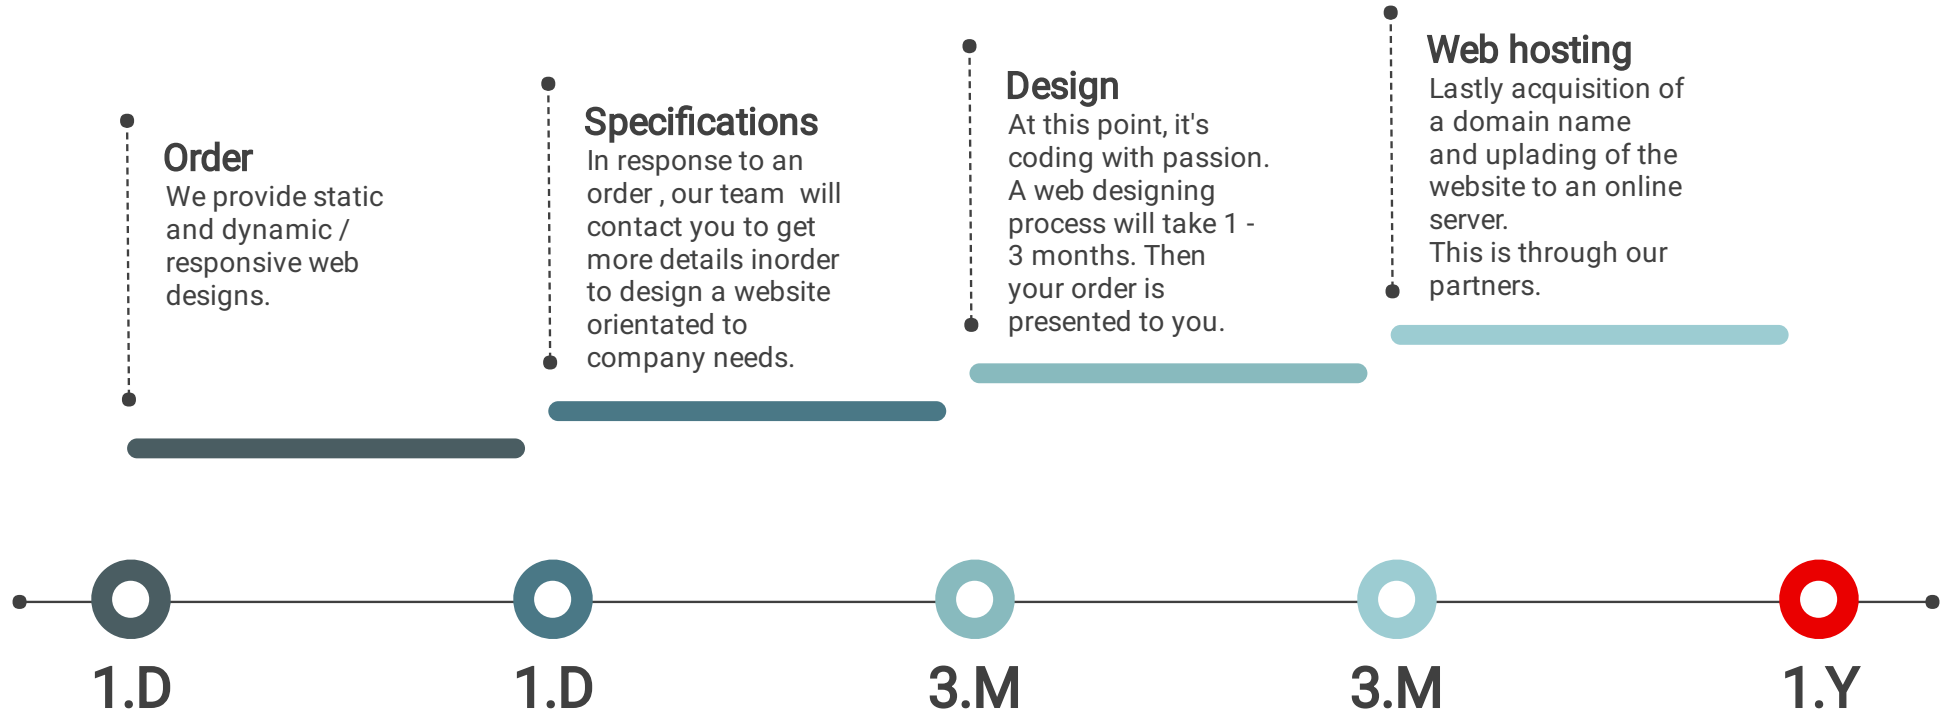 Order
We provide static
and dynamic /
responsive web
designs.
Specifications
In response to an
order , our team  will
contact you to get
more details inorder
to design a website
orientated to
company needs.
Design
At this point, it's
coding with passion.
A web designing
process will take 1 -
3 months. Then
your order is
presented to you.
Web hosting
Lastly acquisition of
a domain name
and uplading of the
website to an online
server.
This is through our
partners.
1.D
1.D
3.M
3.M
1.Y